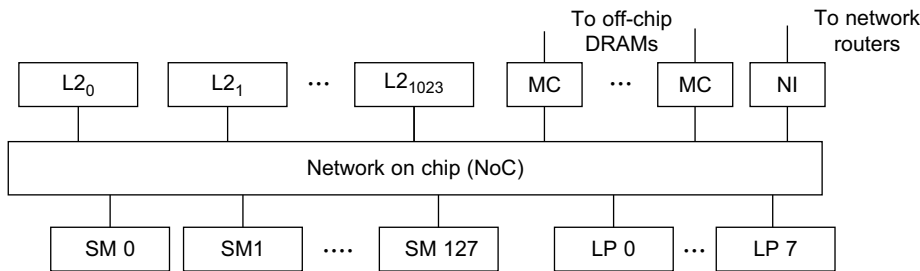 To off-chip
DRAMs
To network
routers
L2₀
L2₁
...
L2₁₀₂₃
MC
...
MC
NI
Network on chip (NoC)
SM 0
SM1
....
SM 127
LP 0
...
LP 7